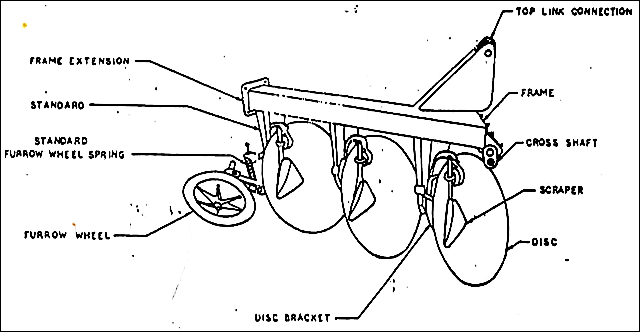 TOP LINK CONNECTION
FRAME EXTENSION
FRAME
STANDARD
CROSS SHAFT
STANDARD
FURROW WHEEL SPRING
SCRAPER
FURROW WHEEL
DISC
DISC BRACKET